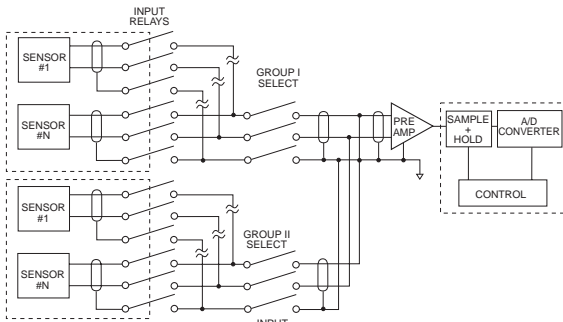 INPUT
RELAYS
SENSOR
#1
SENSOR
#N
GROUP I
SELECT
PRE
AMP
SAMPLE
+
HOLD
A/D
CONVERTER
CONTROL
SENSOR
#1
SENSOR
#N
GROUP II
SELECT
INPUT